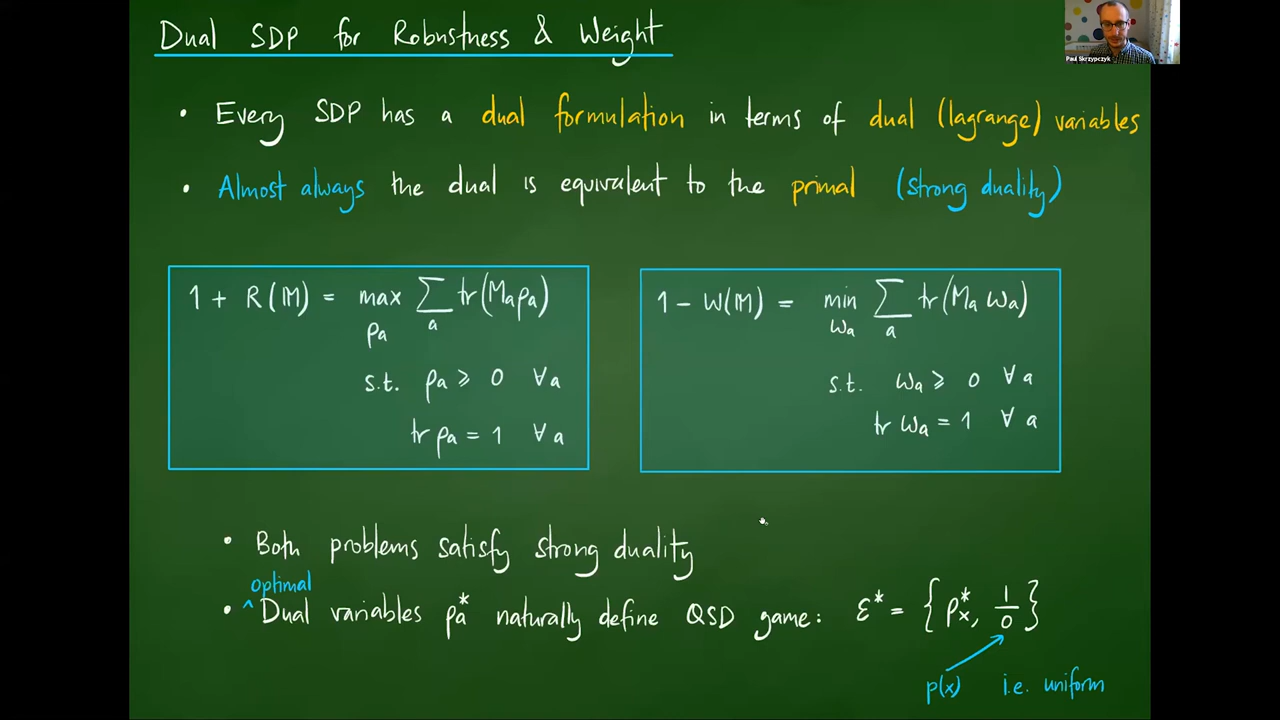 Dual SDP for Robustness & Weight
Paul Skrzypczyk
• Every SDP has a dual formulation in terms of dual (lagrange) variables
• Almost always the dual is equivalent to the primal (strong duality)
1 + R(𝕄) = max ∑ tr(Maρa)
ρa a
s.t. ρa ⩾ 0 ∀a
tr ρa = 1 ∀a
1 - W(𝕄) = min ∑ tr(Ma ωa)
ωa a
s.t. ωa ⩾ 0 ∀a
tr ωa = 1 ∀a
• Both problems satisfy strong duality
optimal
• ^Dual variables ρa* naturally define QSD game: ℰ* = {ρx*, 1/0}
p(x) i.e. uniform